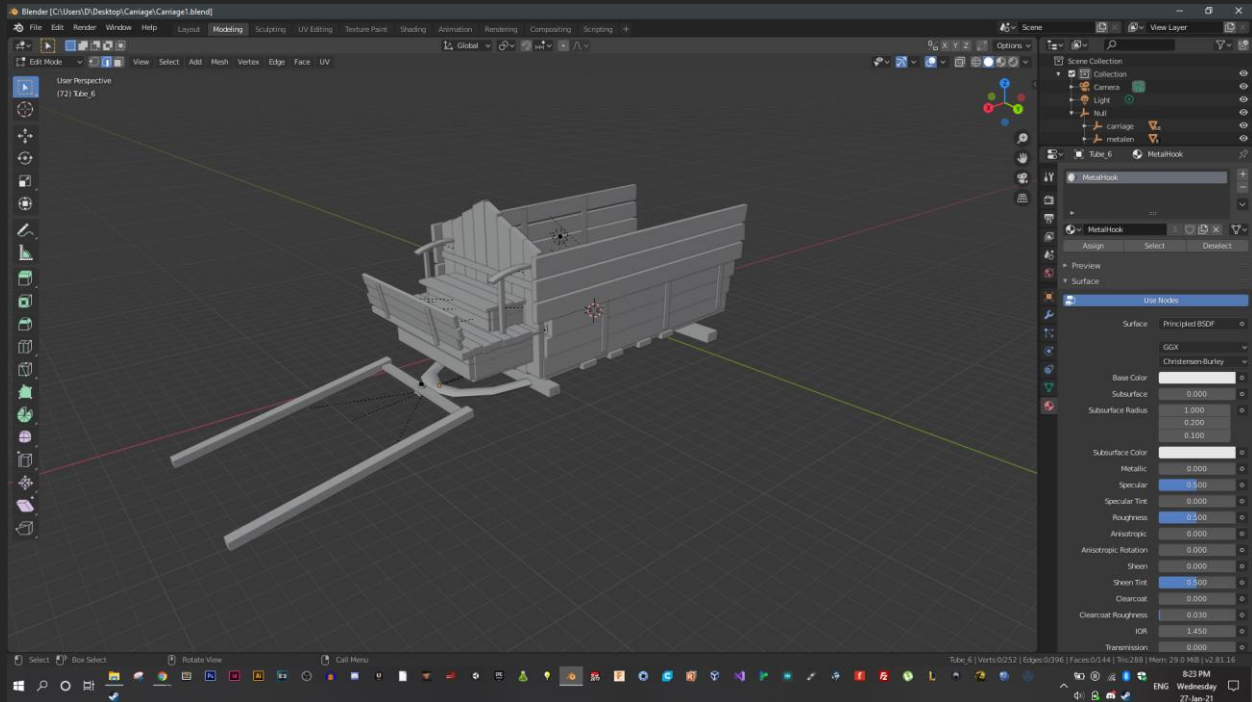 Blender [C:\Users\D\Desktop\Carriage\Carriage1.blend]
File Edit Render Window Help Layout Modeling Sculpting UV Editing Texture Paint Shading Animation Rendering Compositing Scripting + Scene View Layer
Global X Y Z Options
Edit Mode View Select Add Mesh Vertex Edge Face UV
User Perspective
(72) Tube_6
Z
X
Y
Scene Collection
Collection
Camera
Light
Null
carriage
metalen
Tube_6 MetalHook
MetalHook
MetalHook
Assign Select Deselect
Preview
Surface
Use Nodes
Surface Principled BSDF
GGX
Christensen-Burley
Base Color
Subsurface 0.000
Subsurface Radius 1.000
0.200
0.100
Subsurface Color
Metallic 0.000
Specular 0.500
Specular Tint 0.000
Roughness 0.500
Anisotropic 0.000
Anisotropic Rotation 0.000
Sheen 0.000
Sheen Tint 0.500
Clearcoat 0.000
Clearcoat Roughness 0.030
IOR 1.450
Transmission 0.000
Select Box Select Rotate View Call Menu Tube_6 | Verts:0/252 | Edges:0/396 | Faces:0/144 | Tris:288 | Mem: 29.0 MiB | v2.81.16
8:23 PM
ENG Wednesday
27-Jan-21